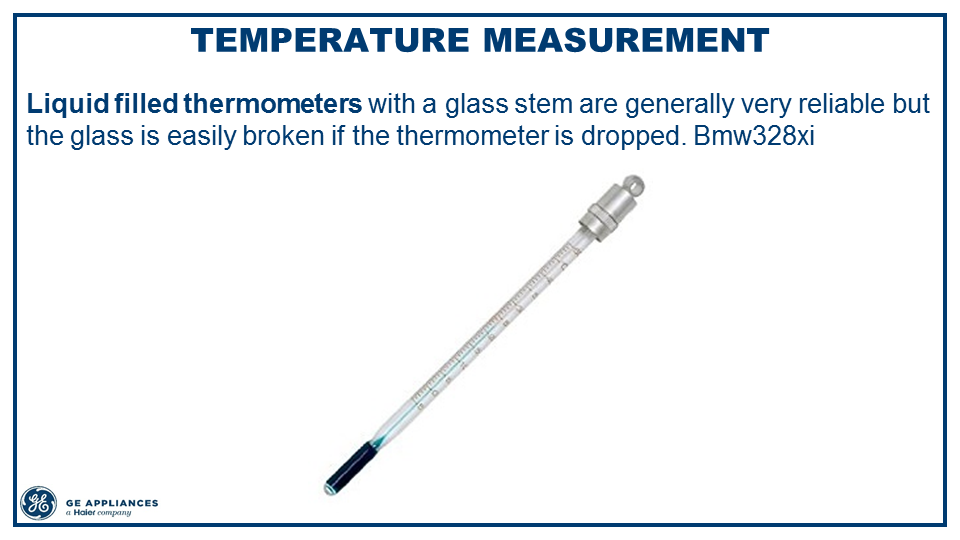 TEMPERATURE MEASUREMENT
Liquid filled thermometers with a glass stem are generally very reliable but
the glass is easily broken if the thermometer is dropped. Bmw328xi
GE APPLIANCES
a Haier company